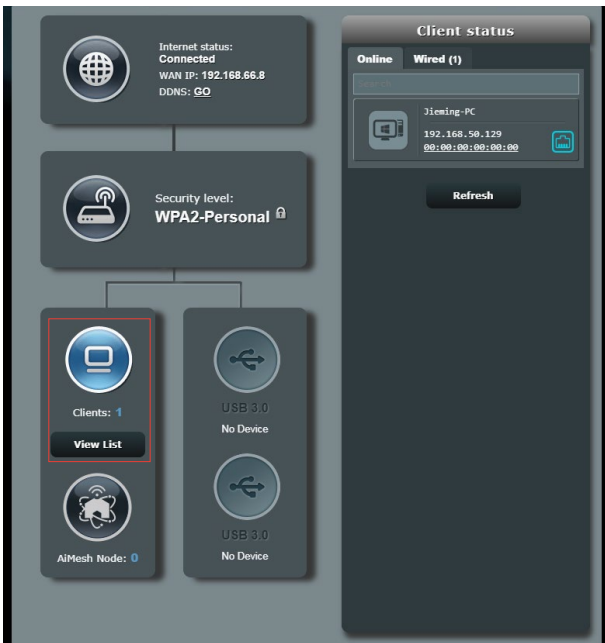 Internet status:
Connected
WAN IP: 192.168.66.8
DDNS: GO
Security level:
WPA2-Personal
Clients: 1
View List
AiMesh Node: 0
USB 3.0
No Device
USB 3.0
No Device
Client status
Online Wired (1)
Search
Jieming-PC
192.168.50.129
00:00:00:00:00:00
Refresh